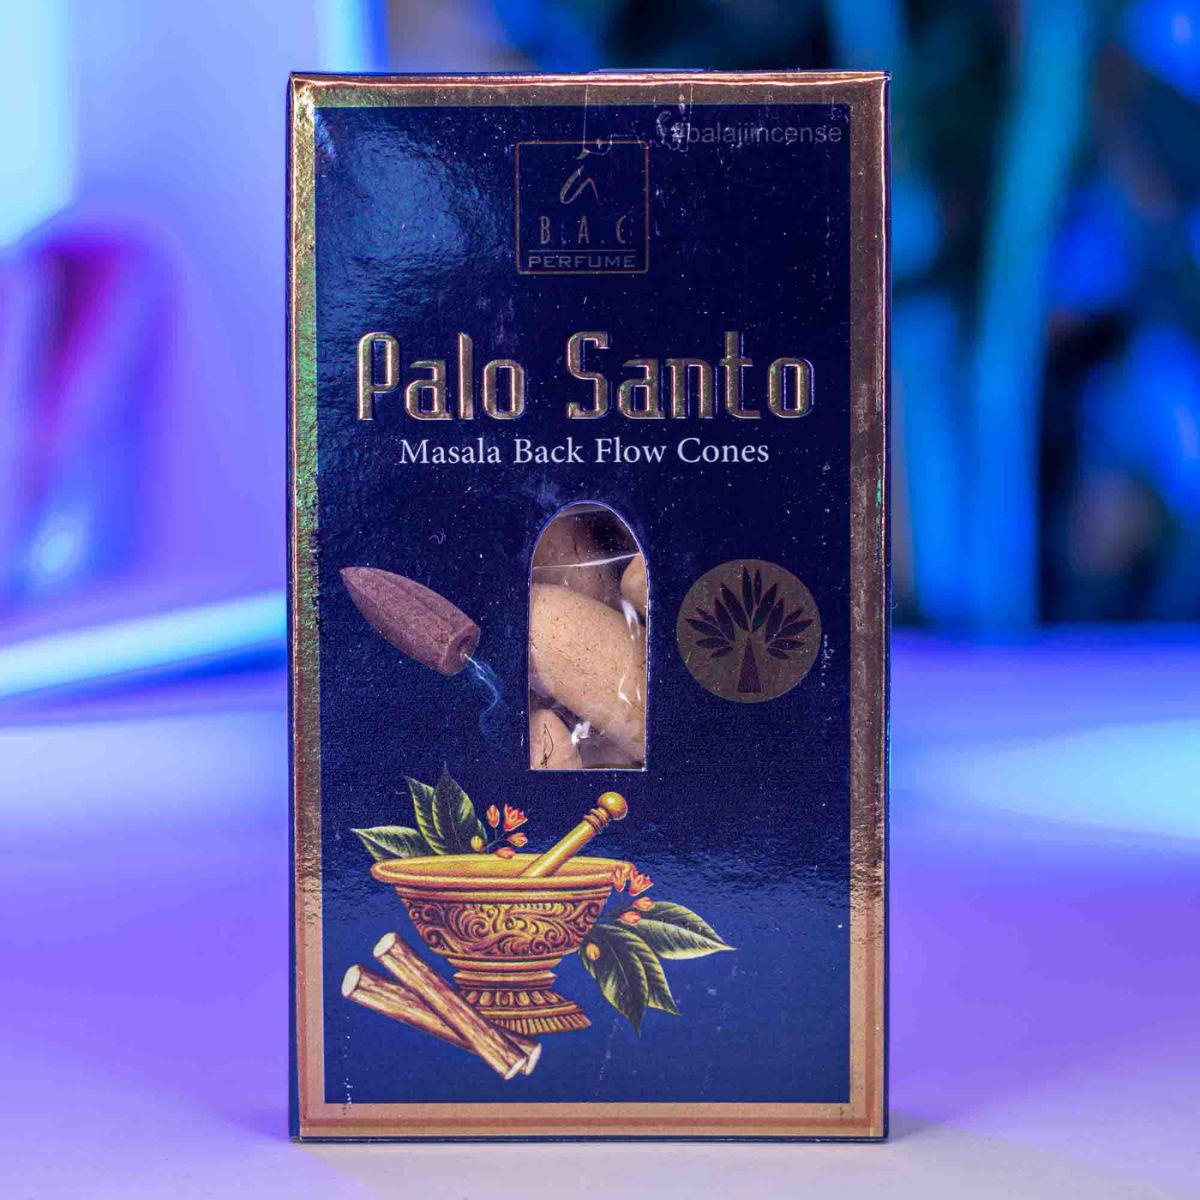 balajiincense
B.A.C
PERFUME
Palo Santo
Masala Back Flow Cones